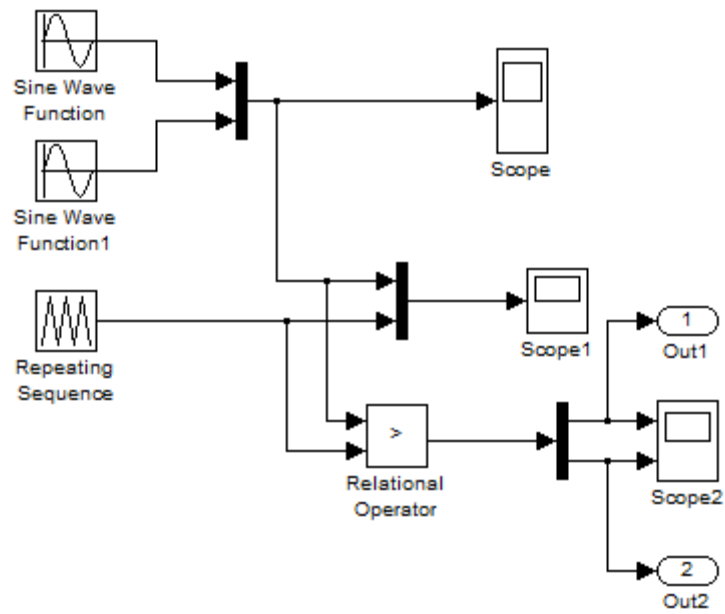 Sine Wave
Function
Scope
Sine Wave
Function1
Scope1
1
Out1
Repeating
Sequence
>
Relational
Operator
Scope2
2
Out2